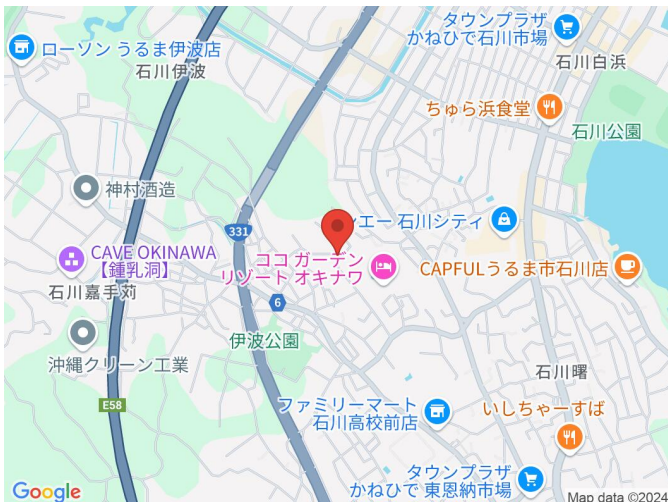 タウンプラザ
かねひで石川市場
ローソン うるま伊波店
石川伊波
石川白浜
ちゅら浜食堂
石川公園
神村酒造
331
ンエー 石川シティ
CAVE OKINAWA
【鍾乳洞】
ココ ガーデン
リゾート オキナワ
CAPFULうるま市石川店
石川嘉手苅
6
伊波公園
沖縄クリーン工業
石川曙
E58
ファミリーマート
石川高校前店
いしちゃーすば
タウンプラザ
かねひで 東恩納市場
Google
Map data ©2024